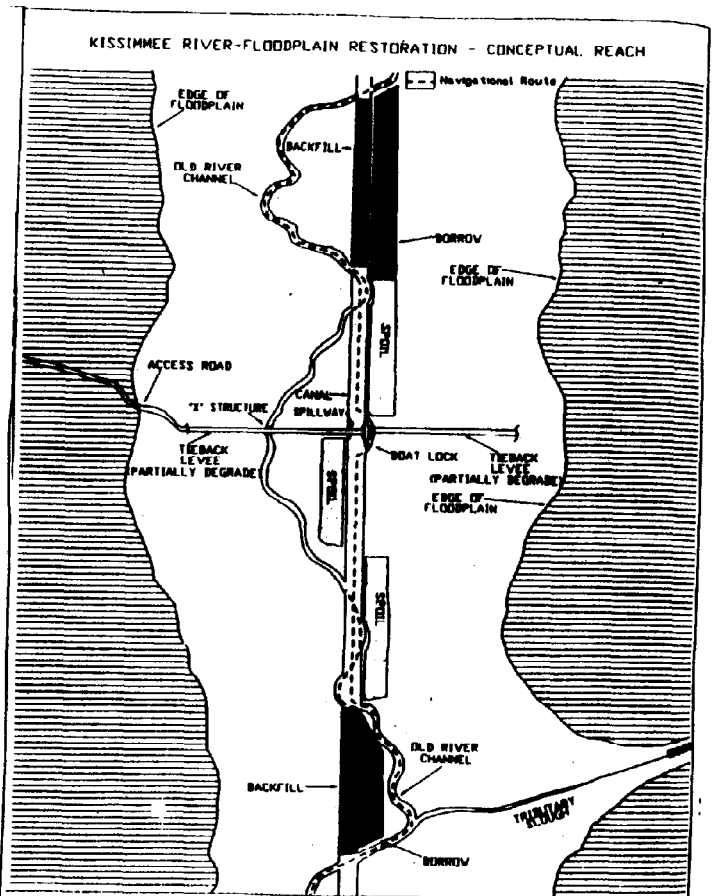 KISSIMMEE RIVER-FLOODPLAIN RESTORATION - CONCEPTUAL REACH
Navigational Route
EDGE OF
FLOODPLAIN
BACKFILL
OLD RIVER
CHANNEL
BORROW
EDGE OF
FLOODPLAIN
SPOIL
ACCESS ROAD
CANAL
"X" STRUCTURE
SPILLWAY
TIEBACK
LEVEE
(PARTIALLY DEGRADE)
BOAT LOCK
TIEBACK
LEVEE
(PARTIALLY DEGRADE)
SPOIL
EDGE OF
FLOODPLAIN
SPOIL
OLD RIVER
CHANNEL
BACKFILL
TRIBUTARY
SLOUGH
BORROW